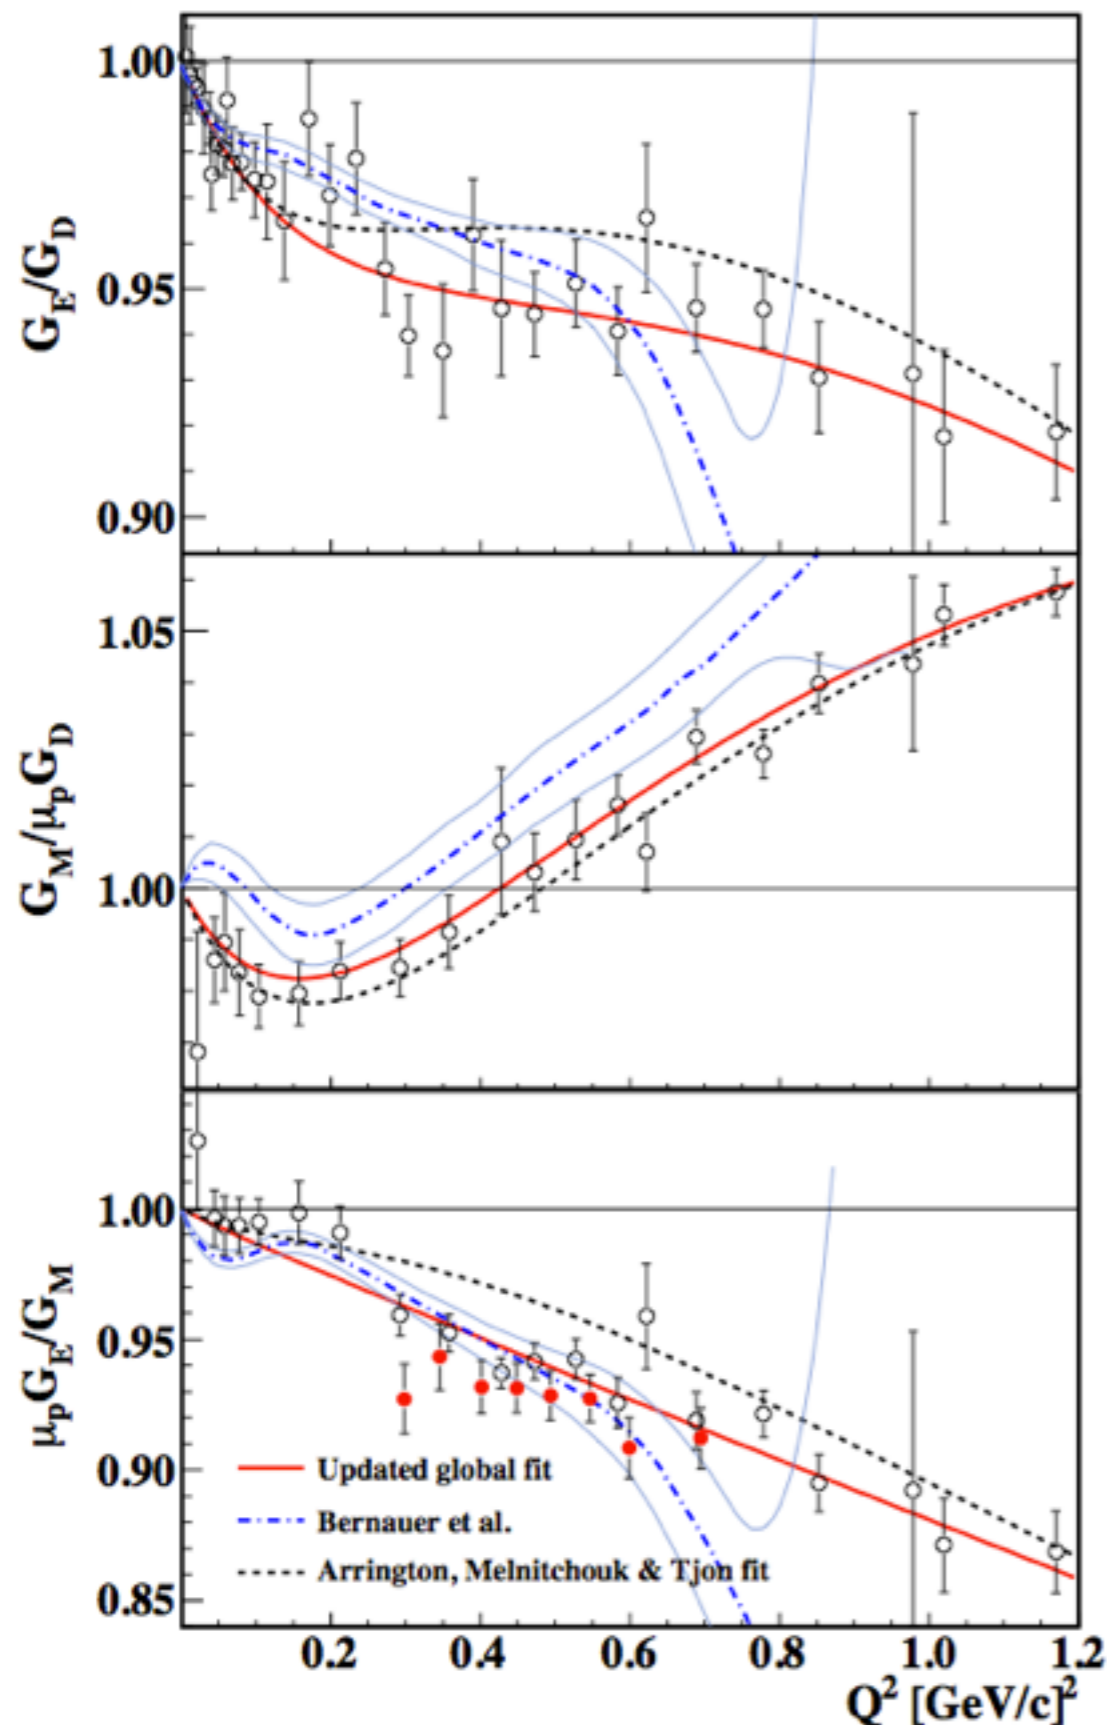 1.00
0.95
0.90
G_E/G_D
1.05
1.00
G_M/μ_pG_D
1.00
0.95
0.90
0.85
μ_pG_E/G_M
Updated global fit
Bernauer et al.
Arrington, Melnitchouk & Tjon fit
0.2 0.4 0.6 0.8 1.0 1.2
Q² [GeV/c]²